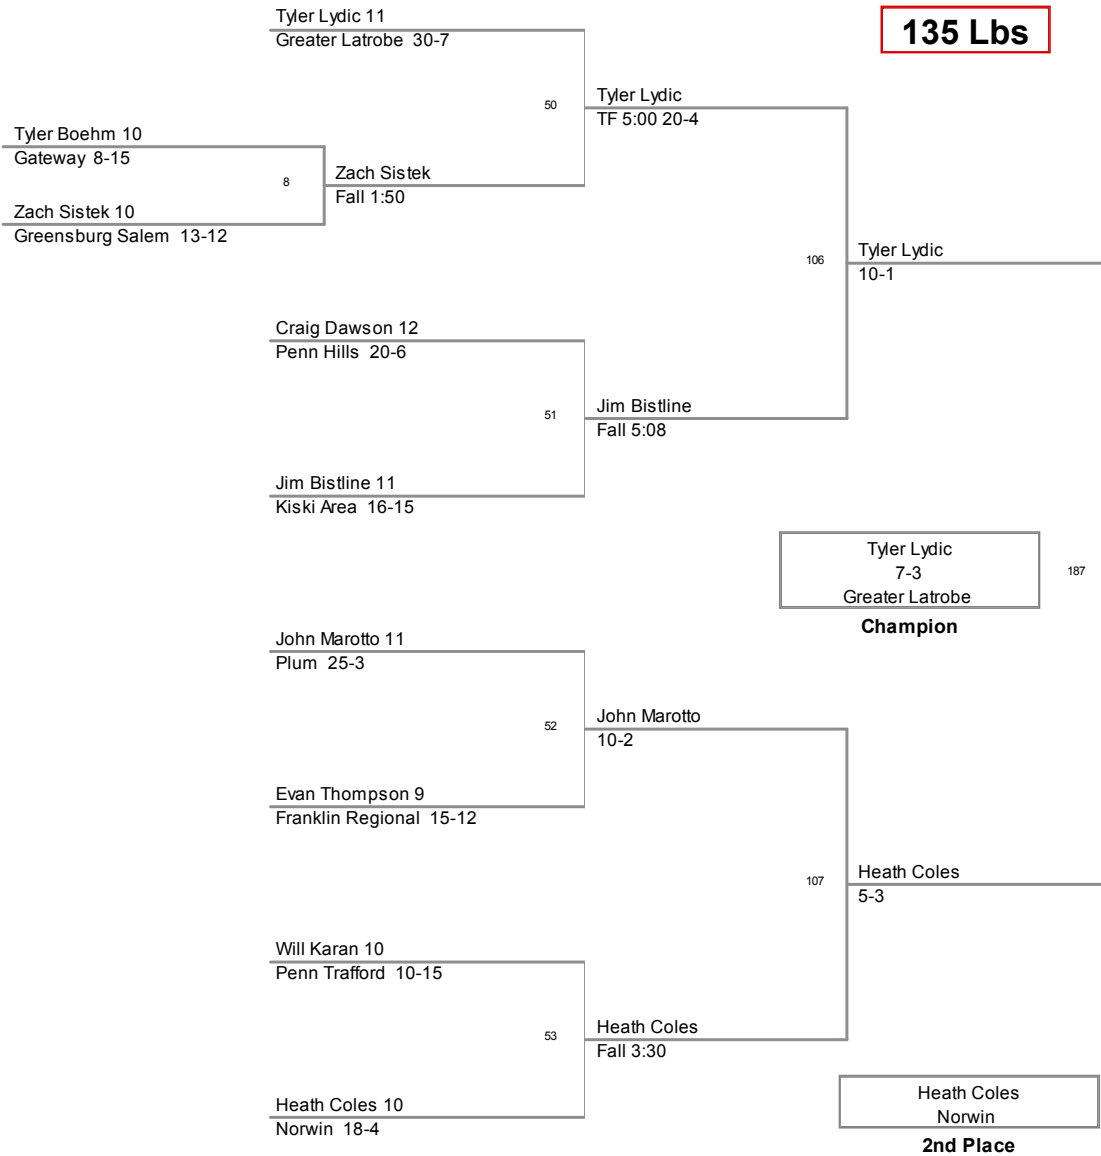 Tyler Lydic 11
Greater Latrobe 30-7
135 Lbs
50
Tyler Lydic
TF 5:00 20-4
Tyler Boehm 10
Gateway 8-15
8
Zach Sistek
Fall 1:50
Zach Sistek 10
Greensburg Salem 13-12
106
Tyler Lydic
10-1
Craig Dawson 12
Penn Hills 20-6
51
Jim Bistline
Fall 5:08
Jim Bistline 11
Kiski Area 16-15
Tyler Lydic
7-3
Greater Latrobe
187
Champion
John Marotto 11
Plum 25-3
52
John Marotto
10-2
Evan Thompson 9
Franklin Regional 15-12
107
Heath Coles
5-3
Will Karan 10
Penn Trafford 10-15
53
Heath Coles
Fall 3:30
Heath Coles 10
Norwin 18-4
Heath Coles
Norwin
2nd Place